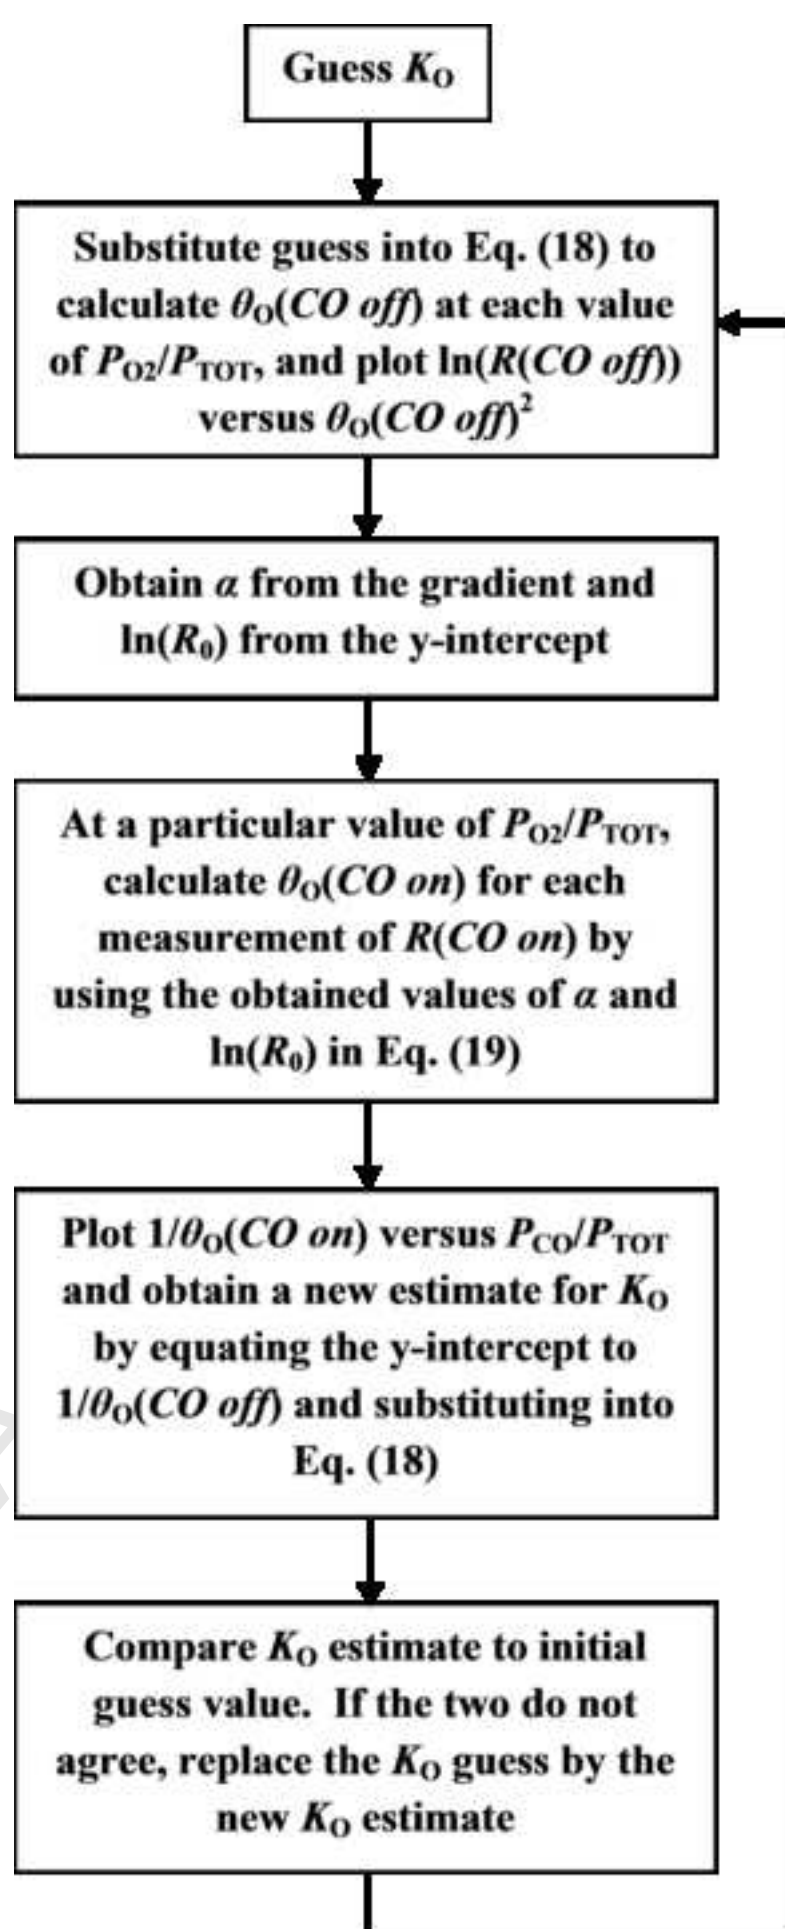 Guess K_O
Substitute guess into Eq. (18) to
calculate θ_O(CO off) at each value
of P_O2/P_TOT, and plot ln(R(CO off))
versus θ_O(CO off)^2
Obtain α from the gradient and
ln(R_0) from the y-intercept
At a particular value of P_O2/P_TOT,
calculate θ_O(CO on) for each
measurement of R(CO on) by
using the obtained values of α and
ln(R_0) in Eq. (19)
Plot 1/θ_O(CO on) versus P_CO/P_TOT
and obtain a new estimate for K_O
by equating the y-intercept to
1/θ_O(CO off) and substituting into
Eq. (18)
Compare K_O estimate to initial
guess value.  If the two do not
agree, replace the K_O guess by the
new K_O estimate